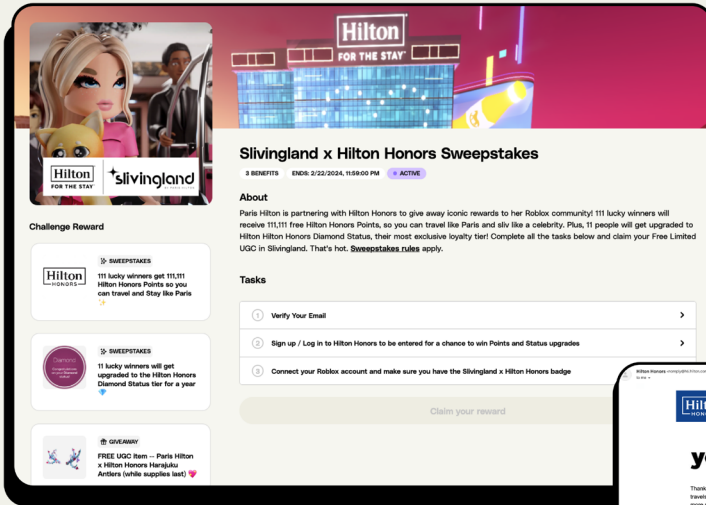 Hilton
FOR THE STAY
Hilton
FOR THE STAY
slivingland
BY PARIS HILTON
Slivingland x Hilton Honors Sweepstakes
3 BENEFITS
ENDS: 2/22/2024, 11:59:00 PM
ACTIVE
About
Paris Hilton is partnering with Hilton Honors to give away iconic rewards to her Roblox community! 111 lucky winners will
receive 111,111 free Hilton Honors Points, so you can travel like Paris and sliv like a celebrity. Plus, 11 people will get upgraded to
Hilton Hilton Honors Diamond Status, their most exclusive loyalty tier! Complete all the tasks below and claim your Free Limited
UGC in Slivingland. That's hot. Sweepstakes rules apply.
Challenge Reward
Hilton
HONORS
SWEEPSTAKES
111 lucky winners get 111,111
Hilton Honors Points so you
can travel and Stay like Paris
✨
Diamond
SWEEPSTAKES
11 lucky winners will get
upgraded to the Hilton Honors
Diamond Status tier for a year
💎
GIVEAWAY
FREE UGC Item -- Paris Hilton
x Hilton Honors Harajuku
Antlers (while supplies last) 💖
Tasks
1 Verify Your Email
2 Sign up / Log in to Hilton Honors to be entered for a chance to win Points and Status upgrades
3 Connect your Roblox account and make sure you have the Slivingland x Hilton Honors badge
Claim your reward
Hilton Honors
to me